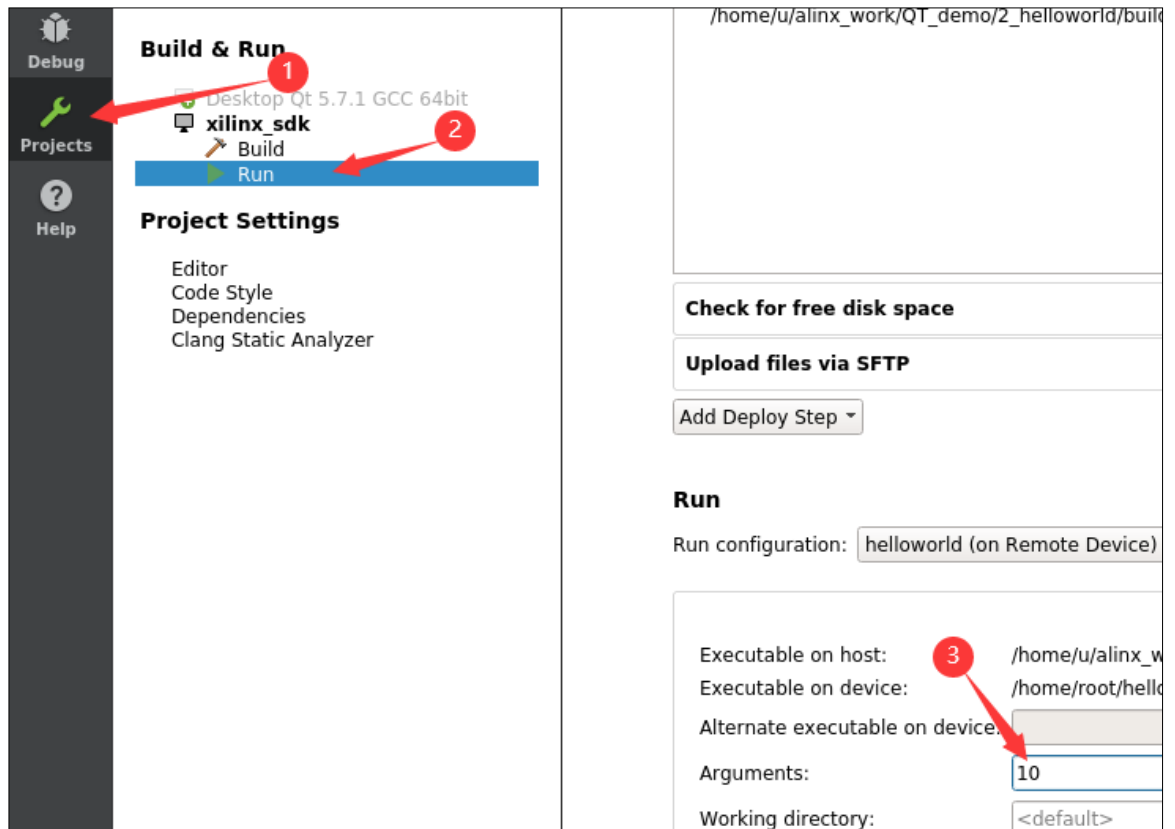 Debug
Projects
Help
Build & Run
1
Desktop Qt 5.7.1 GCC 64bit
xilinx_sdk
2
Build
Run
Project Settings
Editor
Code Style
Dependencies
Clang Static Analyzer
/home/u/alinx_work/QT_demo/2_helloworld/build
Check for free disk space
Upload files via SFTP
Add Deploy Step
Run
Run configuration: helloworld (on Remote Device)
3
Executable on host: /home/u/alinx_w
Executable on device: /home/root/hello
Alternate executable on device:
Arguments: 10
Working directory: <default>